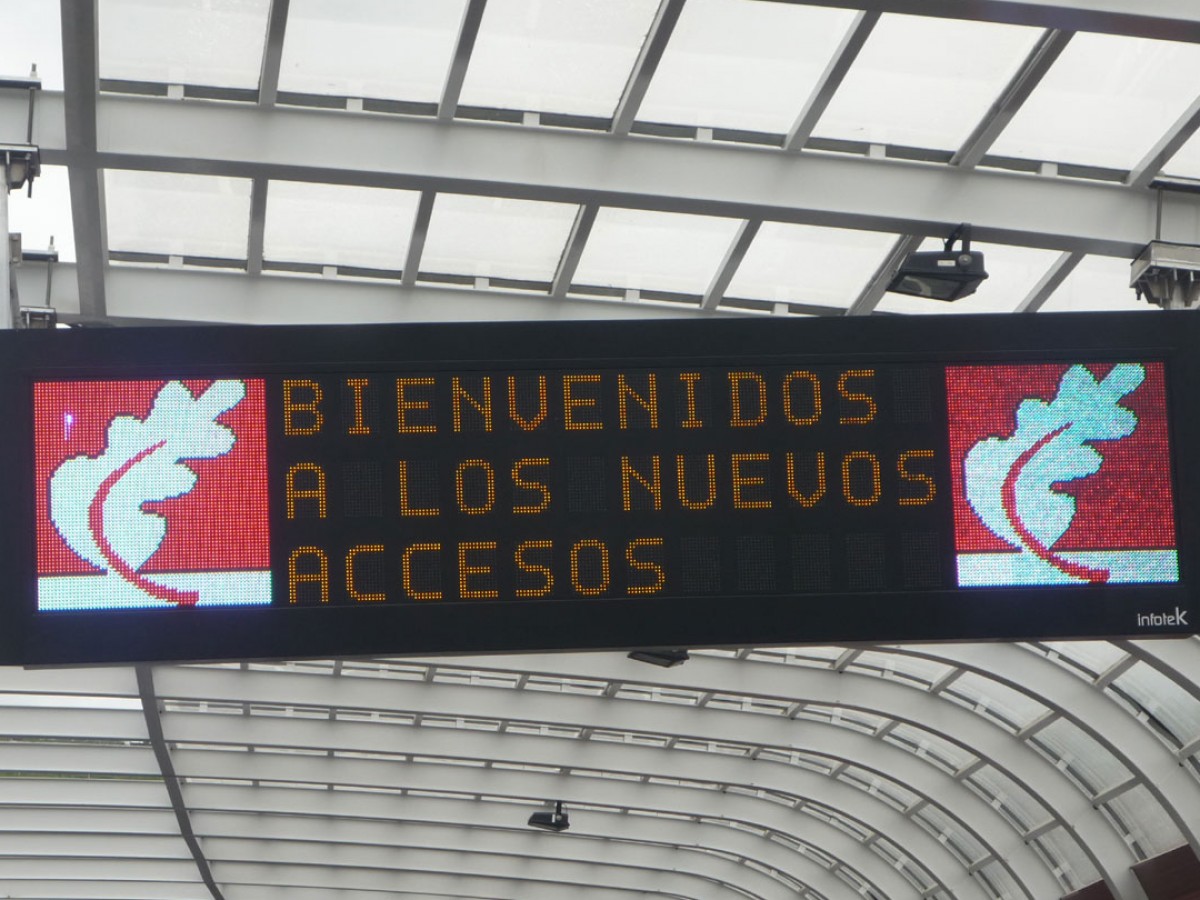 BIENVENIDOS
A LOS NUEVOS
ACCESOS
infotek